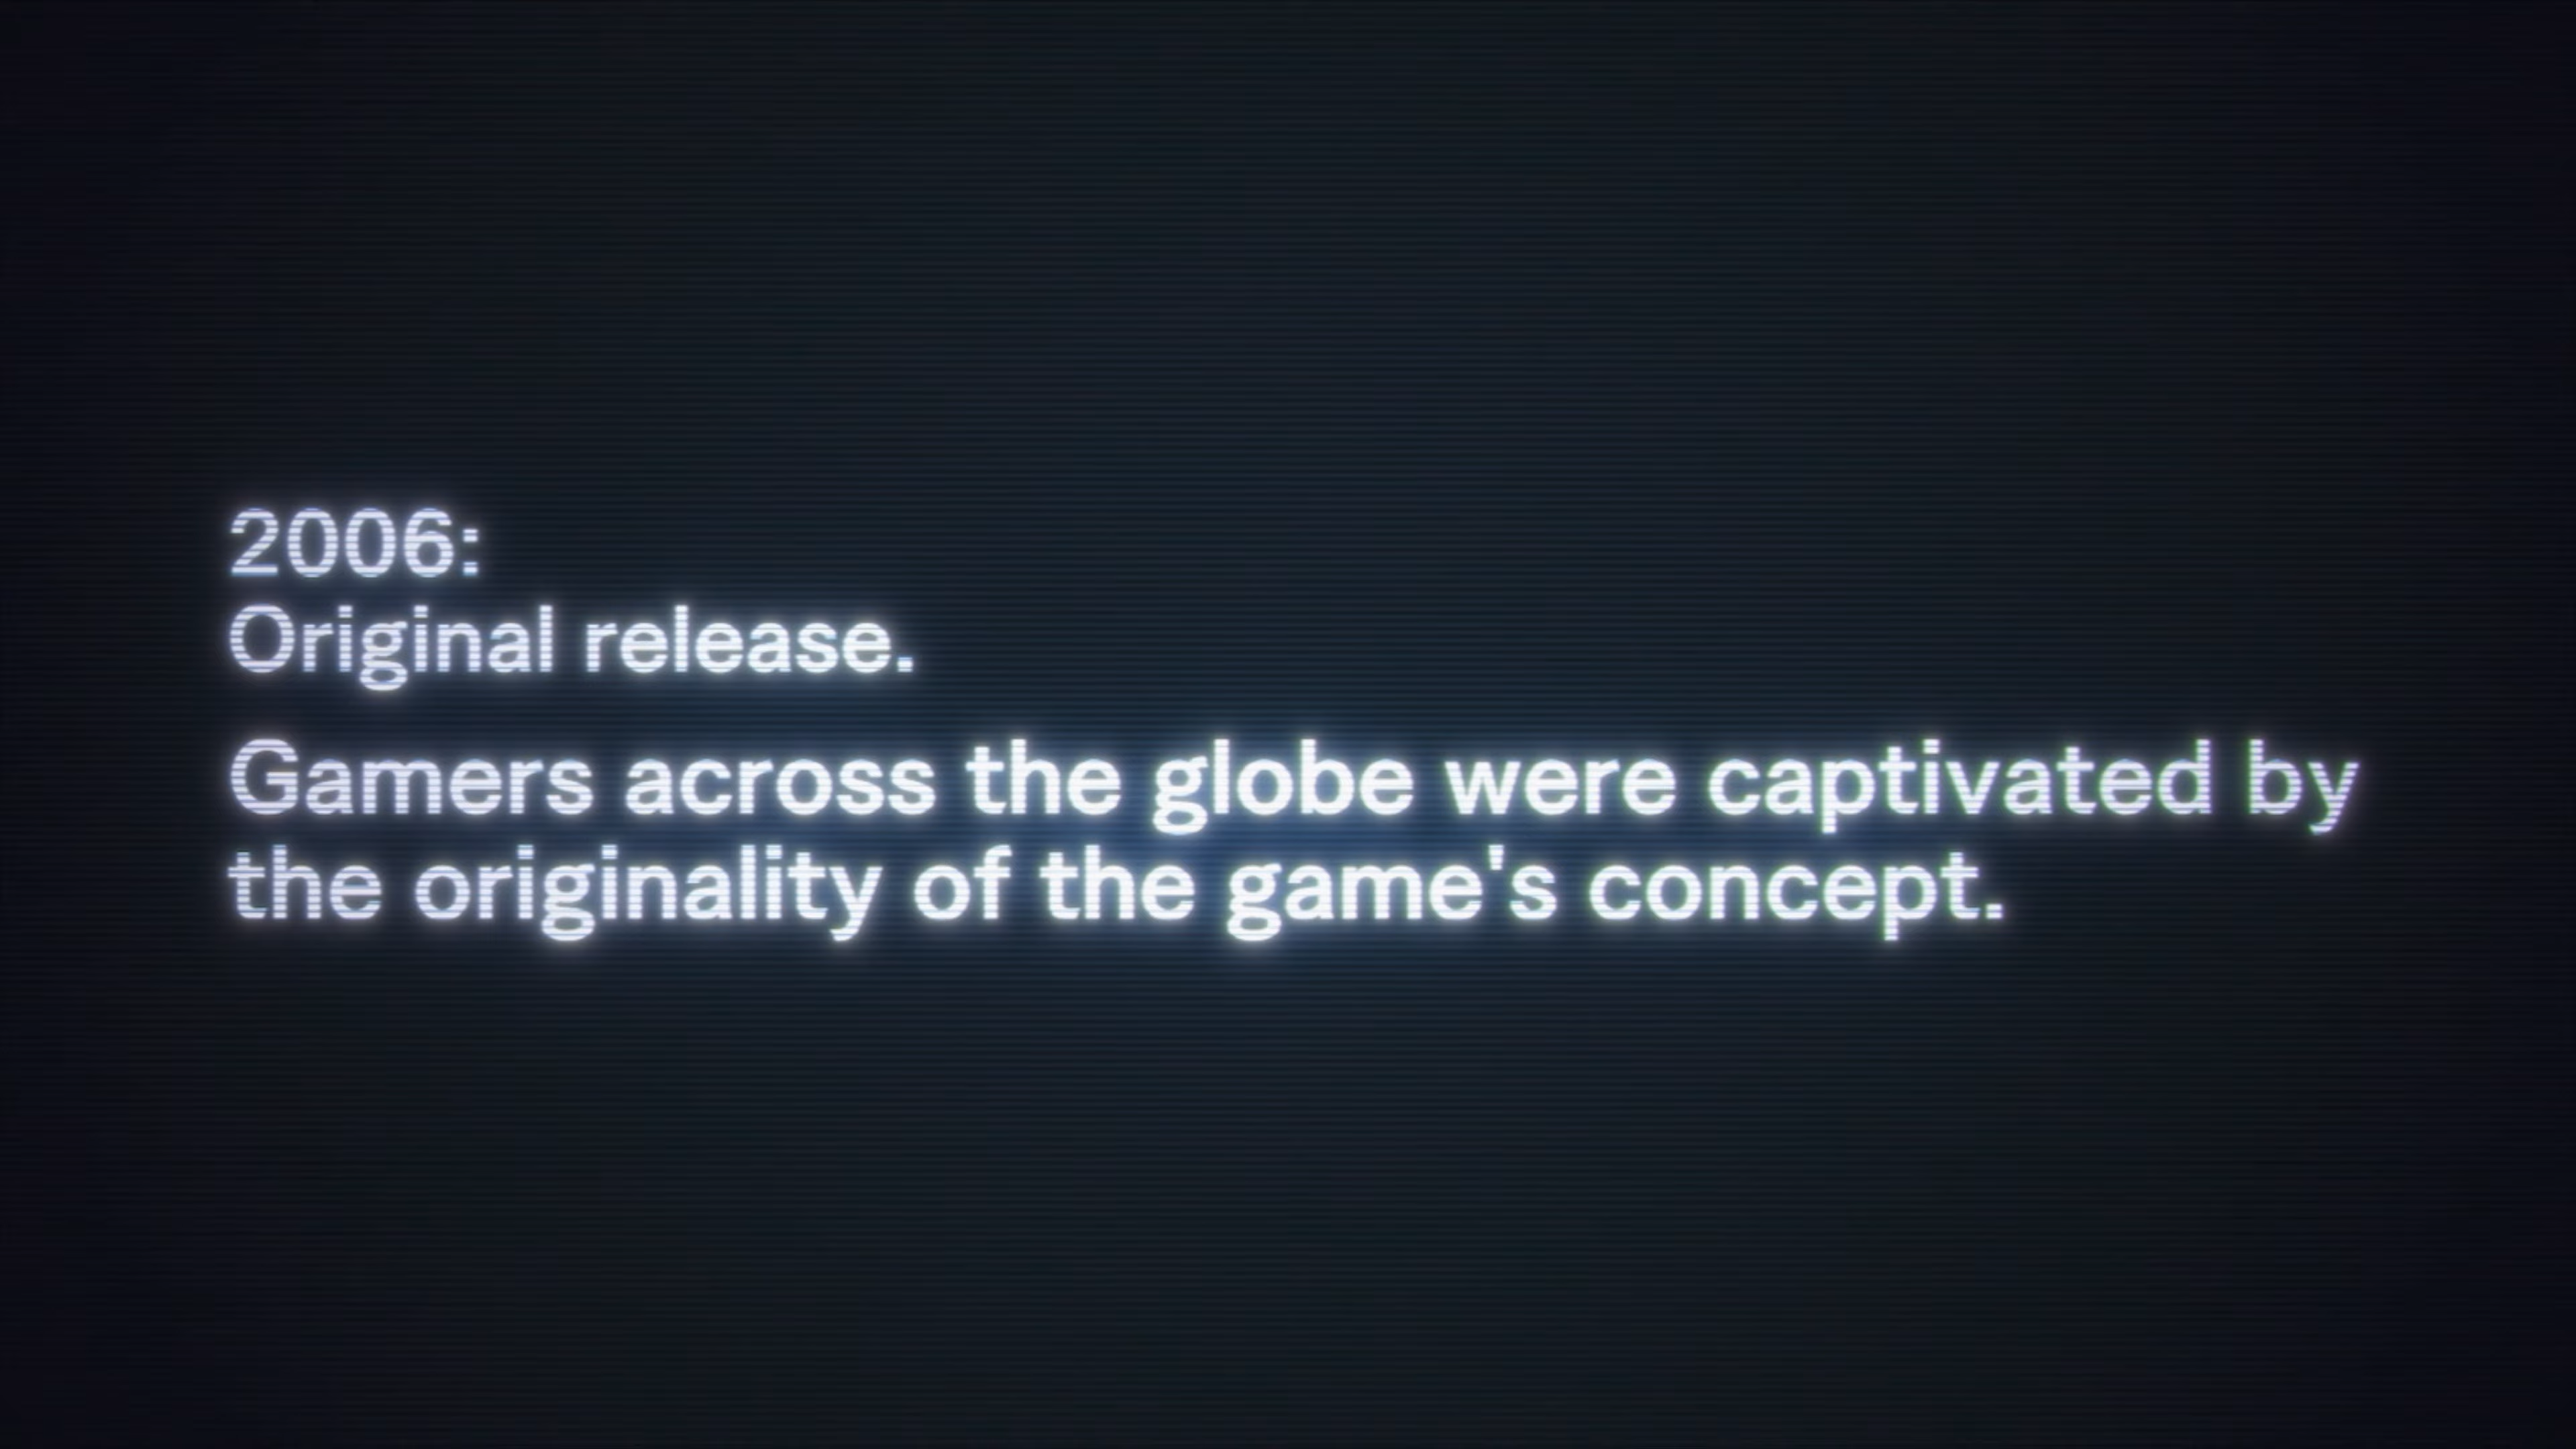 2006:
Original release.
Gamers across the globe were captivated by
the originality of the game's concept.